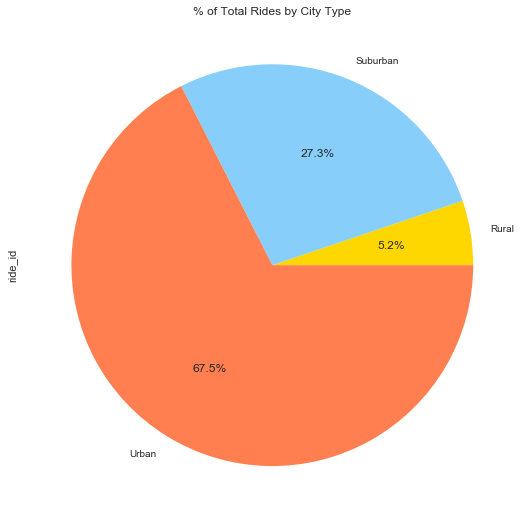 % of Total Rides by City Type
Suburban
27.3%
Rural
5.2%
ride_id
67.5%
Urban